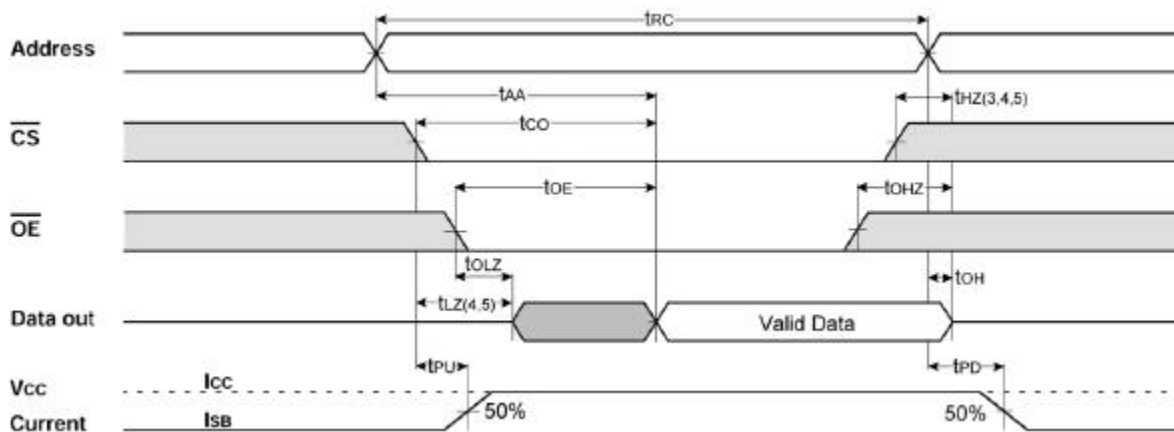 tRC
Address
tAA
tHZ(3,4,5)
CS
tCO
tOE
tOHZ
OE
tOLZ
tOH
tLZ(4,5)
Data out
Valid Data
tPU
tPD
VCC
ICC
50%
50%
Current
ISB